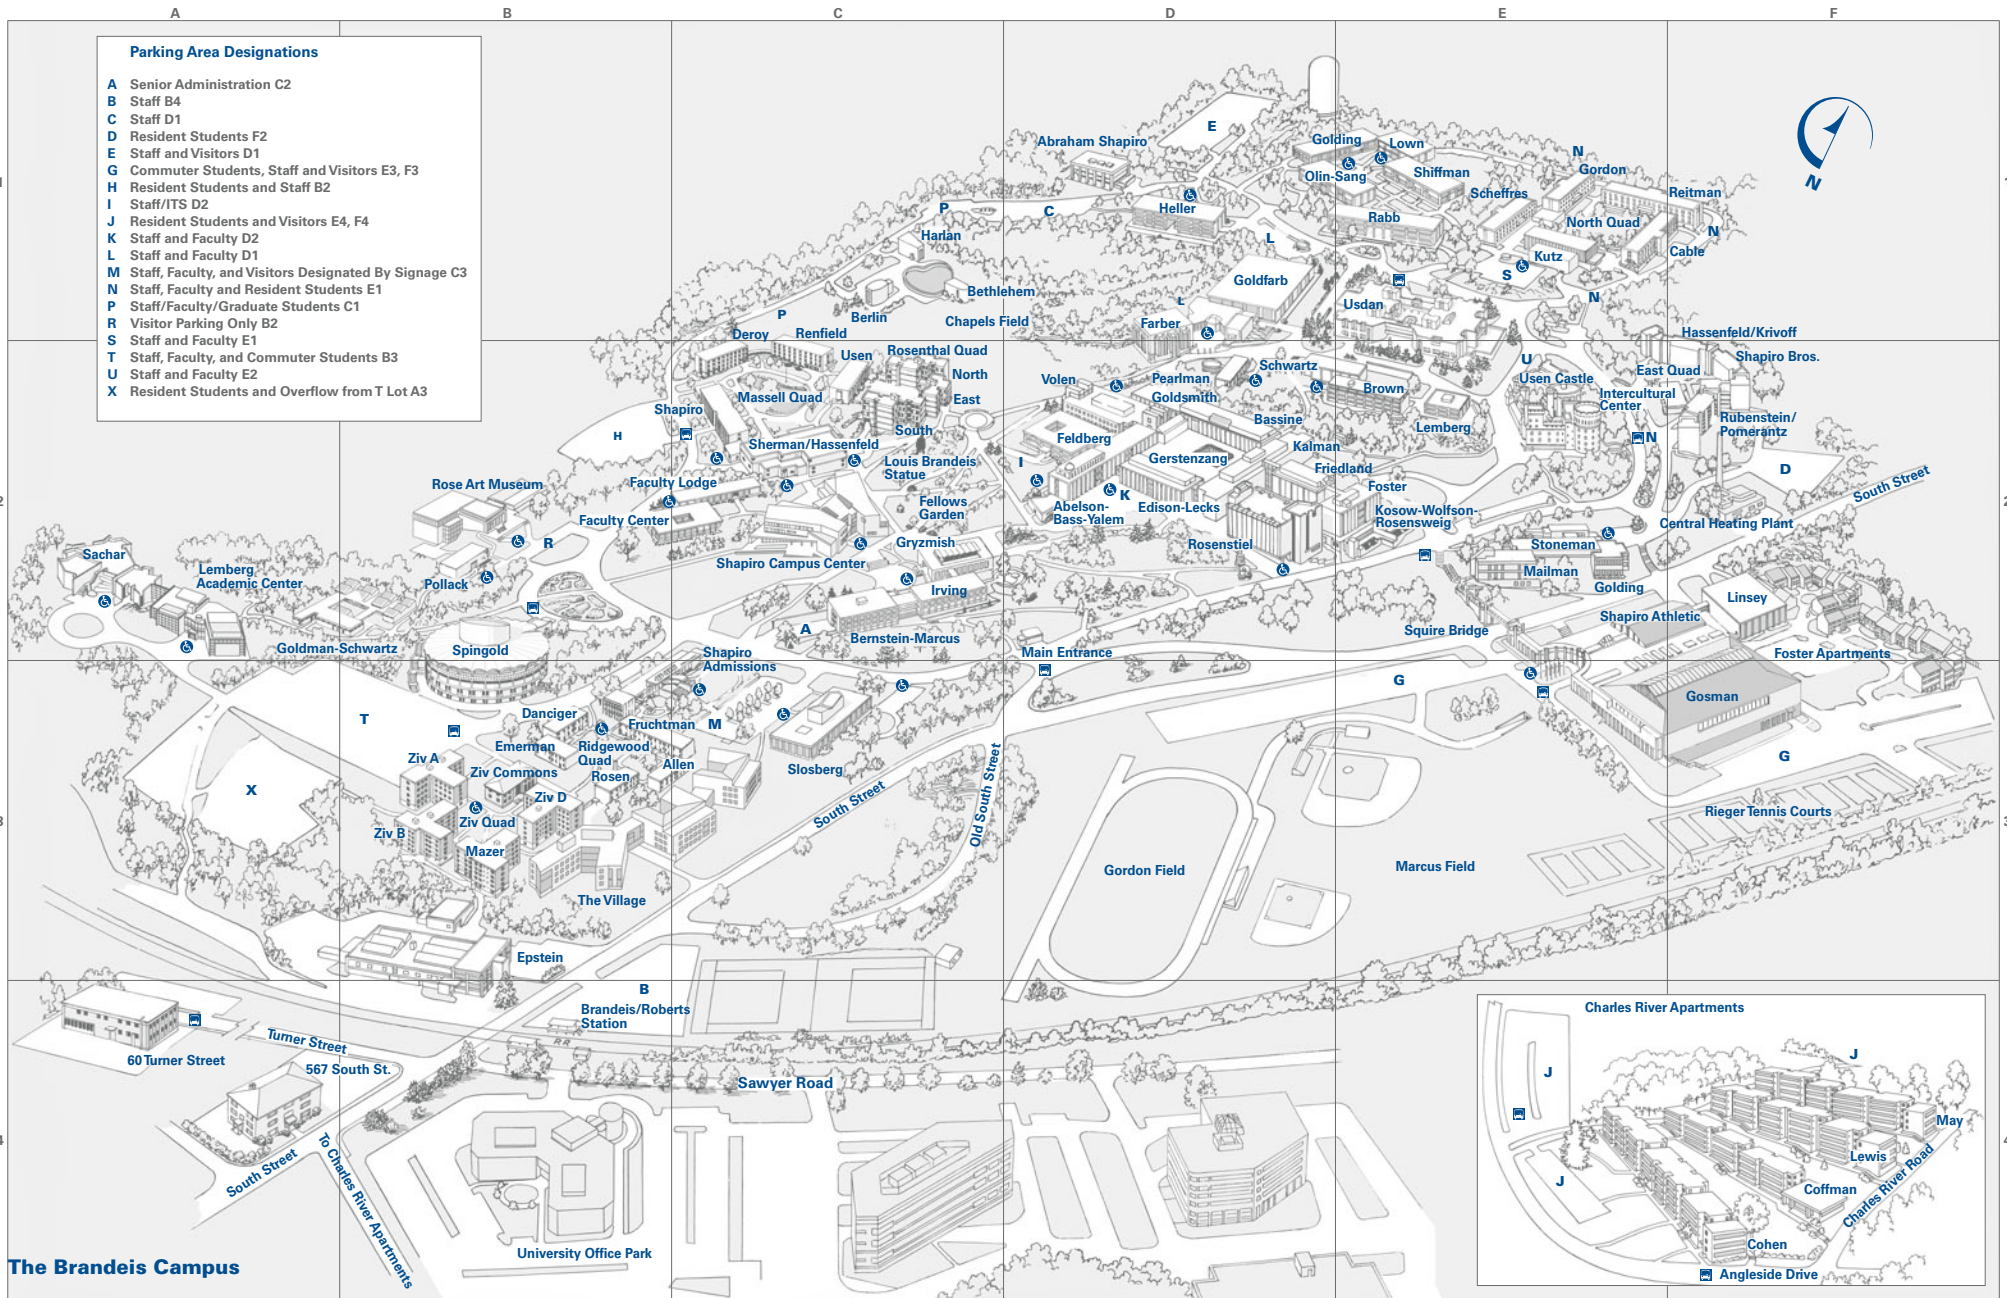 A B C D E F
Parking Area Designations
A Senior Administration C2
B Staff B4
C Staff D1
D Resident Students F2
E Staff and Visitors D1
G Commuter Students, Staff and Visitors E3, F3
H Resident Students and Staff B2
I Staff/ITS D2
J Resident Students and Visitors E4, F4
K Staff and Faculty D2
L Staff and Faculty D1
M Staff, Faculty, and Visitors Designated By Signage C3
N Staff, Faculty and Resident Students E1
P Staff/Faculty/Graduate Students C1
R Visitor Parking Only B2
S Staff and Faculty E1
T Staff, Faculty, and Commuter Students B3
U Staff and Faculty E2
X Resident Students and Overflow from T Lot A3
E
Abraham Shapiro
Golding
Lown
N
Gordon
Olin-Sang
Shiffman
Scheffres
Reitman
N
1
P
C
Heller
Rabb
North Quad
N
Harlan
L
Kutz
Cable
Goldfarb
S
Bethlehem
Usdan
N
Berlin
L
P
Chapels Field
Farber
Deroy
Renfield
Hassenfeld/Krivoff
Usen
Rosenthal Quad
Schwartz
U
Shapiro Bros.
North
Volen
Pearlman
Usen Castle
East Quad
Massell Quad
East
Goldsmith
Brown
Intercultural
Center
Shapiro
Bassine
Lemberg
Rubenstein/
Pomerantz
H
South
Feldberg
Kalman
N
Sherman/Hassenfeld
Louis Brandeis
Statue
I
Gerstenzang
Friedland
D
South Street
Rose Art Museum
Faculty Lodge
Fellows
Garden
K
Foster
Abelson-
Bass-Yalem
Edison-Lecks
Kosow-Wolfson-
Rosensweig
Central Heating Plant
2
Faculty Center
R
Gryzmish
Rosenstiel
Stoneman
Sachar
Lemberg
Academic Center
Shapiro Campus Center
Mailman
Pollack
Irving
Golding
Linsey
A
Shapiro Athletic
Bernstein-Marcus
Squire Bridge
Goldman-Schwartz
Spingold
Shapiro
Admissions
Main Entrance
Foster Apartments
G
Gosman
T
Danciger
Fruchtman
M
Emerman
Ridgewood
Quad
G
Ziv A
Allen
Slosberg
Ziv Commons
Rosen
X
Ziv D
South Street
Old South Street
Rieger Tennis Courts
Ziv B
Ziv Quad
3
Mazer
Gordon Field
Marcus Field
The Village
Epstein
B
Brandeis/Roberts
Station
RR
Charles River Apartments
Turner Street
60 Turner Street
567 South St.
Sawyer Road
J
J
May
Lewis
South Street
To Charles River Apartments
J
Coffman
Charles River Road
4
University Office Park
Cohen
Angleside Drive
The Brandeis Campus
N